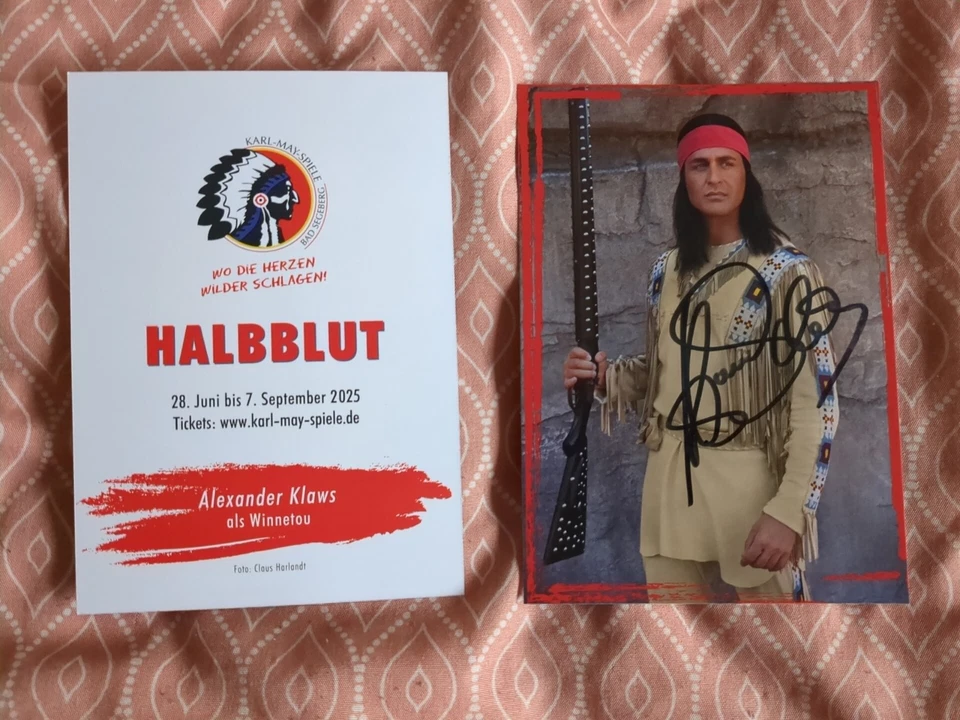 KARL-MAY-SPIELE
BAD SEGEBERG
WO DIE HERZEN
WILDER SCHLAGEN!
HALBBLUT
28. Juni bis 7. September 2025
Tickets: www.karl-may-spiele.de
Alexander Klaws
als Winnetou
Foto: Claus Harlandt